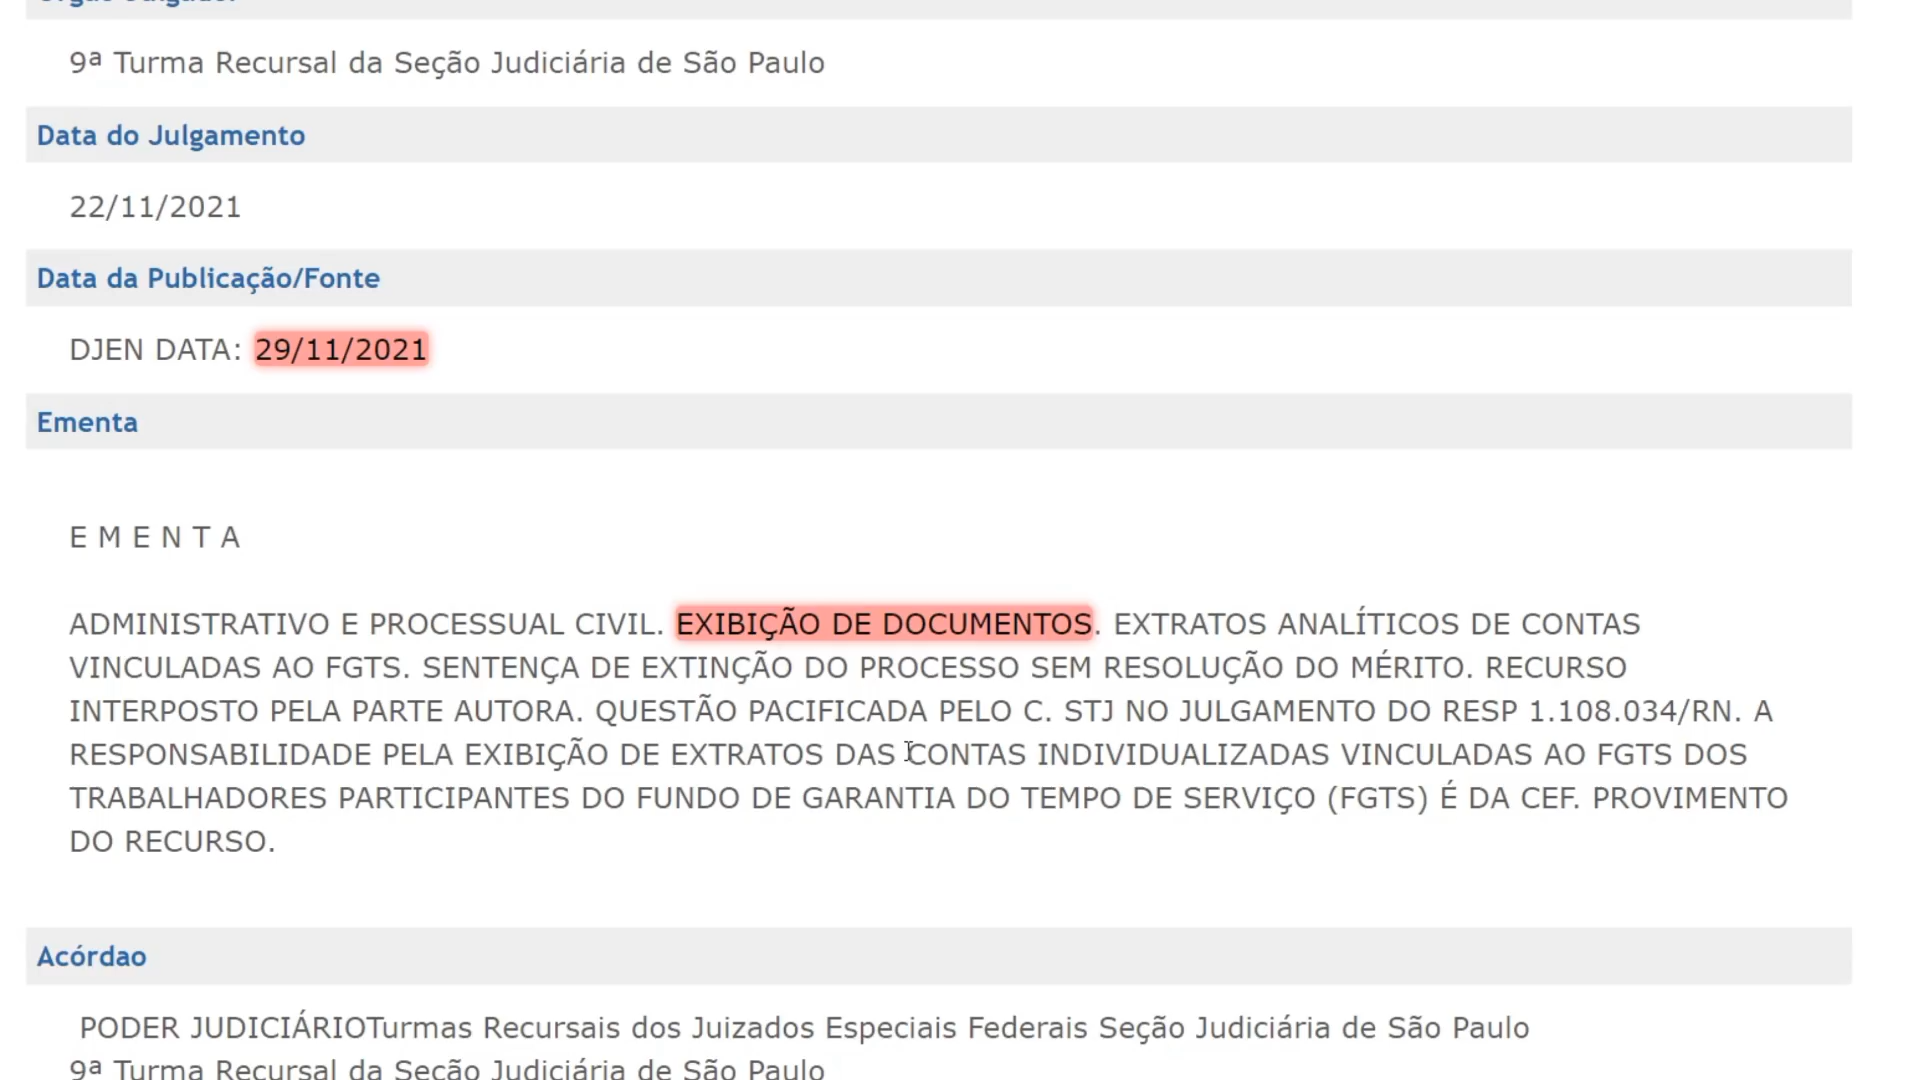 Órgão Julgador
9ª Turma Recursal da Seção Judiciária de São Paulo
Data do Julgamento
22/11/2021
Data da Publicação/Fonte
DJEN DATA: 29/11/2021
Ementa
E M E N T A
ADMINISTRATIVO E PROCESSUAL CIVIL. EXIBIÇÃO DE DOCUMENTOS. EXTRATOS ANALÍTICOS DE CONTAS
VINCULADAS AO FGTS. SENTENÇA DE EXTINÇÃO DO PROCESSO SEM RESOLUÇÃO DO MÉRITO. RECURSO
INTERPOSTO PELA PARTE AUTORA. QUESTÃO PACIFICADA PELO C. STJ NO JULGAMENTO DO RESP 1.108.034/RN. A
RESPONSABILIDADE PELA EXIBIÇÃO DE EXTRATOS DAS CONTAS INDIVIDUALIZADAS VINCULADAS AO FGTS DOS
TRABALHADORES PARTICIPANTES DO FUNDO DE GARANTIA DO TEMPO DE SERVIÇO (FGTS) É DA CEF. PROVIMENTO
DO RECURSO.
Acórdao
PODER JUDICIÁRIOTurmas Recursais dos Juizados Especiais Federais Seção Judiciária de São Paulo
9ª Turma Recursal da Seção Judiciária de São Paulo